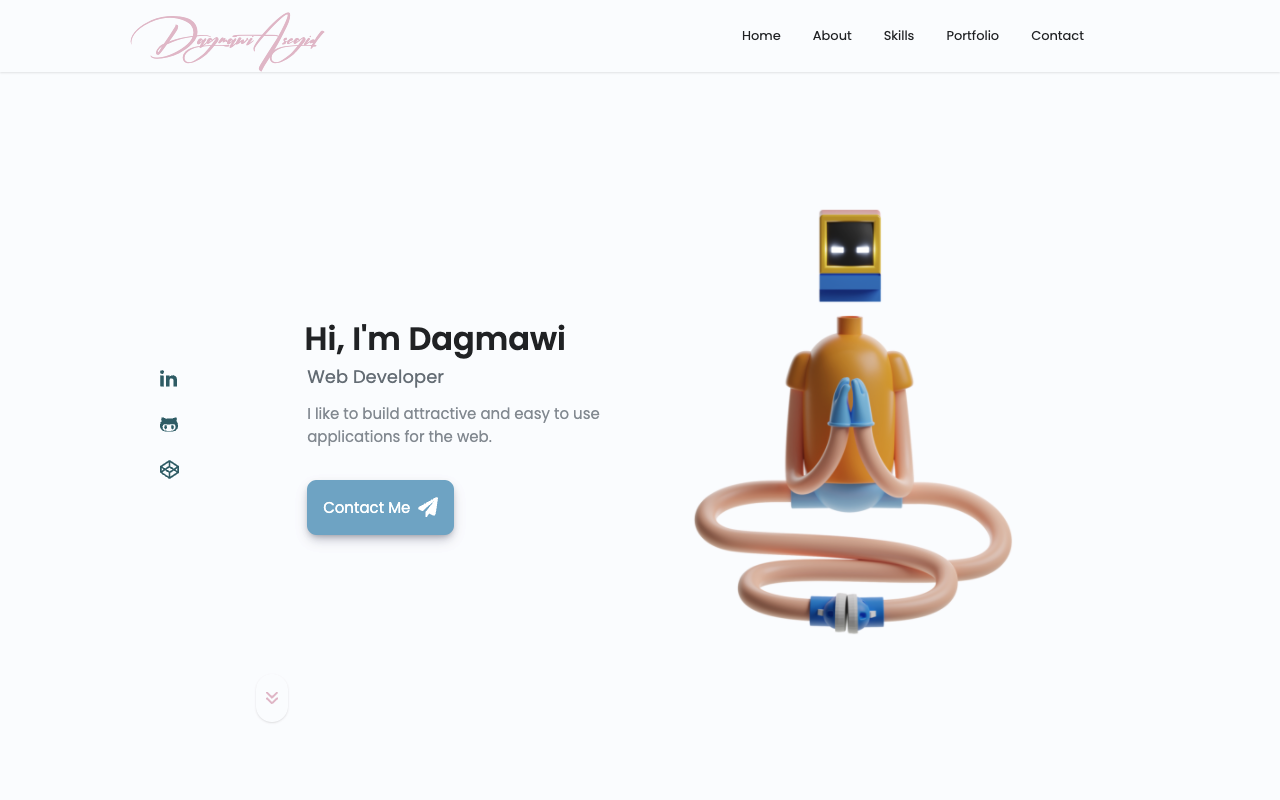 Dagmawi Asegid
Home About Skills Portfolio Contact
Hi, I'm Dagmawi
Web Developer
I like to build attractive and easy to use
applications for the web.
Contact Me